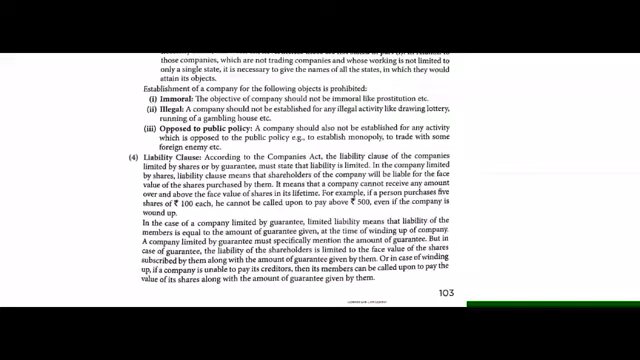 those companies, which are not trading companies and whose working is not limited to
only a single state, it is necessary to give the names of all the states, in which they would
attain its objects.
Establishment of a company for the following objects is prohibited:
(i) Immoral: The objective of company should not be immoral like prostitution etc.
(ii) Illegal: A company should not be established for any illegal activity like drawing lottery,
running of a gambling house etc.
(iii) Opposed to public policy: A company should also not be established for any activity
which is opposed to the public policy e.g., to establish monopoly, to trade with some
foreign enemy etc.
(4) Liability Clause: According to the Companies Act, the liability clause of the companies
limited by shares or by guarantee, must state that liability is limited. In the company limited
by shares, liability clause means that shareholders of the company will be liable for the face
value of the shares purchased by them. It means that a company cannot receive any amount
over and above the face value of shares in its lifetime. For example, if a person purchases five
shares of ₹ 100 each, he cannot be called upon to pay above ₹ 500, even if the company is
wound up.
In the case of a company limited by guarantee, limited liability means that liability of the
members is equal to the amount of guarantee given, at the time of winding up of company.
A company limited by guarantee must specifically mention the amount of guarantee. But in
case of guarantee, the liability of the shareholders is limited to the face value of the shares
subscribed by them along with the amount of guarantee given by them. Or in case of winding
up, if a company is unable to pay its creditors, then its members can be called upon to pay the
value of its shares along with the amount of guarantee given by them.
103